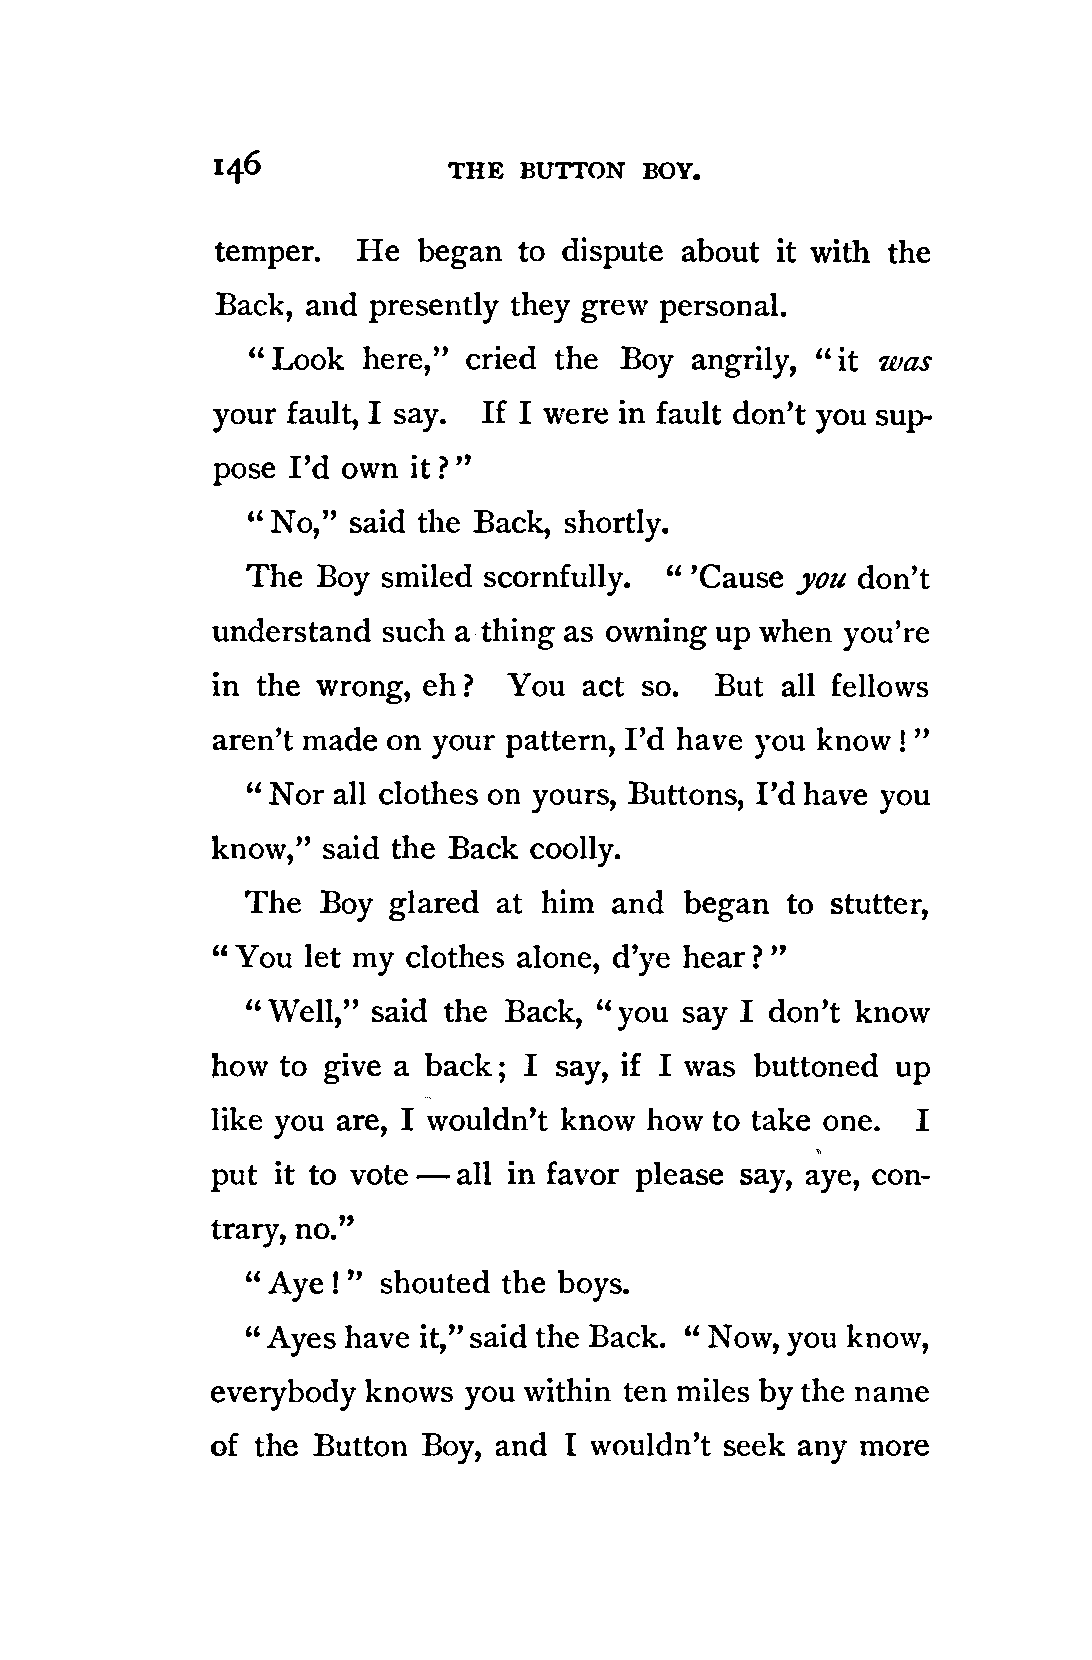 146 THE BUTTON BOY.
temper. He began to dispute about it with the
Back, and presently they grew personal.
“Look here,” cried the Boy angrily, “it was
your fault, I say. If I were in fault don’t you sup-
pose I’d own it?”
“No,” said the Back, shortly.
The Boy smiled scornfully. “’Cause you don’t
understand such a thing as owning up when you’re
in the wrong, eh? You act so. But all fellows
aren’t made on your pattern, I’d have you know!”
“Nor all clothes on yours, Buttons, I’d have you
know,” said the Back coolly.
The Boy glared at him and began to stutter,
“You let my clothes alone, d’ye hear?”
“Well,” said the Back, “you say I don’t know
how to give a back; I say, if I was buttoned up
like you are, I wouldn’t know how to take one. I
put it to vote — all in favor please say, aye, con-
trary, no.”
“Aye!” shouted the boys.
“Ayes have it,” said the Back. “Now, you know,
everybody knows you within ten miles by the name
of the Button Boy, and I wouldn’t seek any more